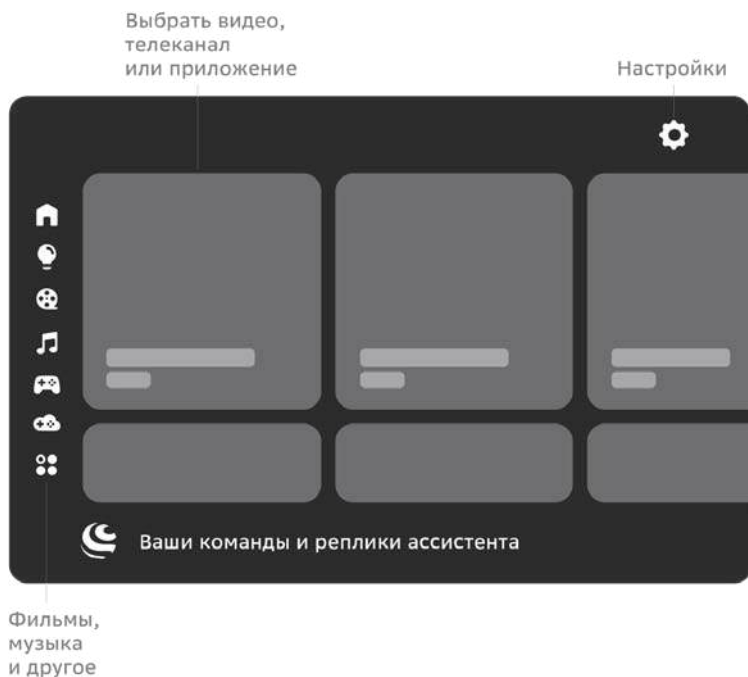 Выбрать видео,
телеканал
или приложение
Настройки
Ваши команды и реплики ассистента
Фильмы,
музыка
и другое